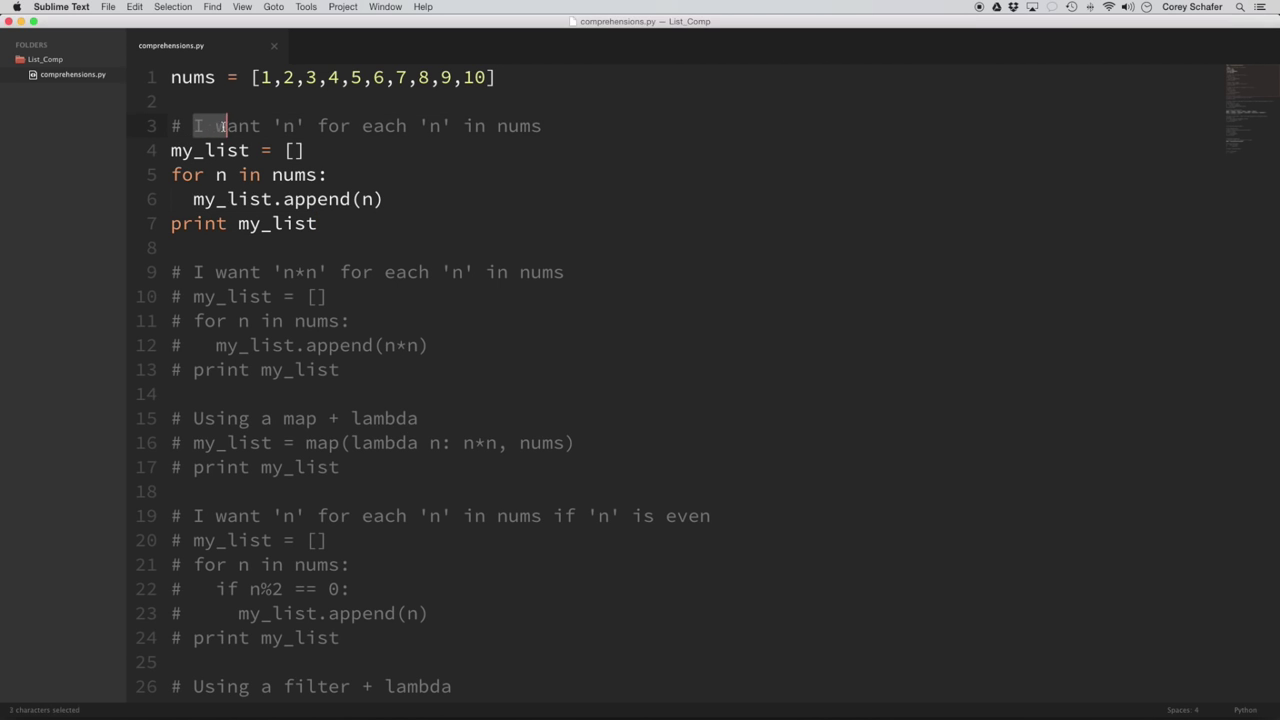 Sublime Text File Edit Selection Find View Goto Tools Project Window Help Corey Schafer
comprehensions.py — List_Comp
FOLDERS
List_Comp
comprehensions.py
comprehensions.py ×
1 nums = [1,2,3,4,5,6,7,8,9,10]
2
3 # I want 'n' for each 'n' in nums
4 my_list = []
5 for n in nums:
6 my_list.append(n)
7 print my_list
8
9 # I want 'n*n' for each 'n' in nums
10 # my_list = []
11 # for n in nums:
12 # my_list.append(n*n)
13 # print my_list
14
15 # Using a map + lambda
16 # my_list = map(lambda n: n*n, nums)
17 # print my_list
18
19 # I want 'n' for each 'n' in nums if 'n' is even
20 # my_list = []
21 # for n in nums:
22 # if n%2 == 0:
23 # my_list.append(n)
24 # print my_list
25
26 # Using a filter + lambda
characters selected Spaces: 4 Python